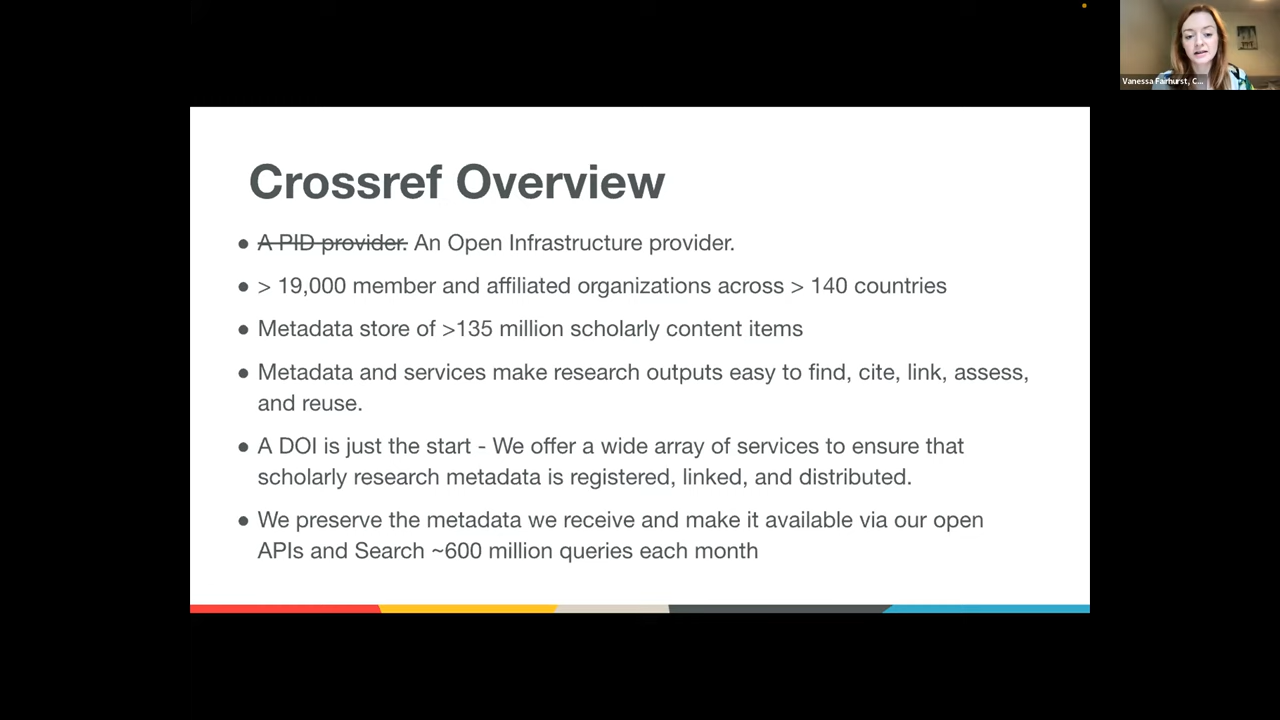 Vanessa Fairhurst, C...
Crossref Overview
● A PID provider. An Open Infrastructure provider.
● > 19,000 member and affiliated organizations across > 140 countries
● Metadata store of >135 million scholarly content items
● Metadata and services make research outputs easy to find, cite, link, assess,
and reuse.
● A DOI is just the start - We offer a wide array of services to ensure that
scholarly research metadata is registered, linked, and distributed.
● We preserve the metadata we receive and make it available via our open
APIs and Search ~600 million queries each month